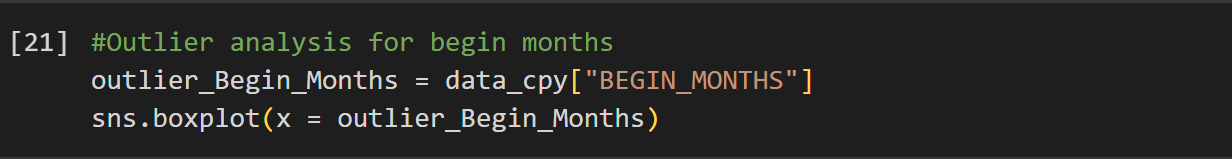 [21] #Outlier analysis for begin months
outlier_Begin_Months = data_cpy["BEGIN_MONTHS"]
sns.boxplot(x = outlier_Begin_Months)